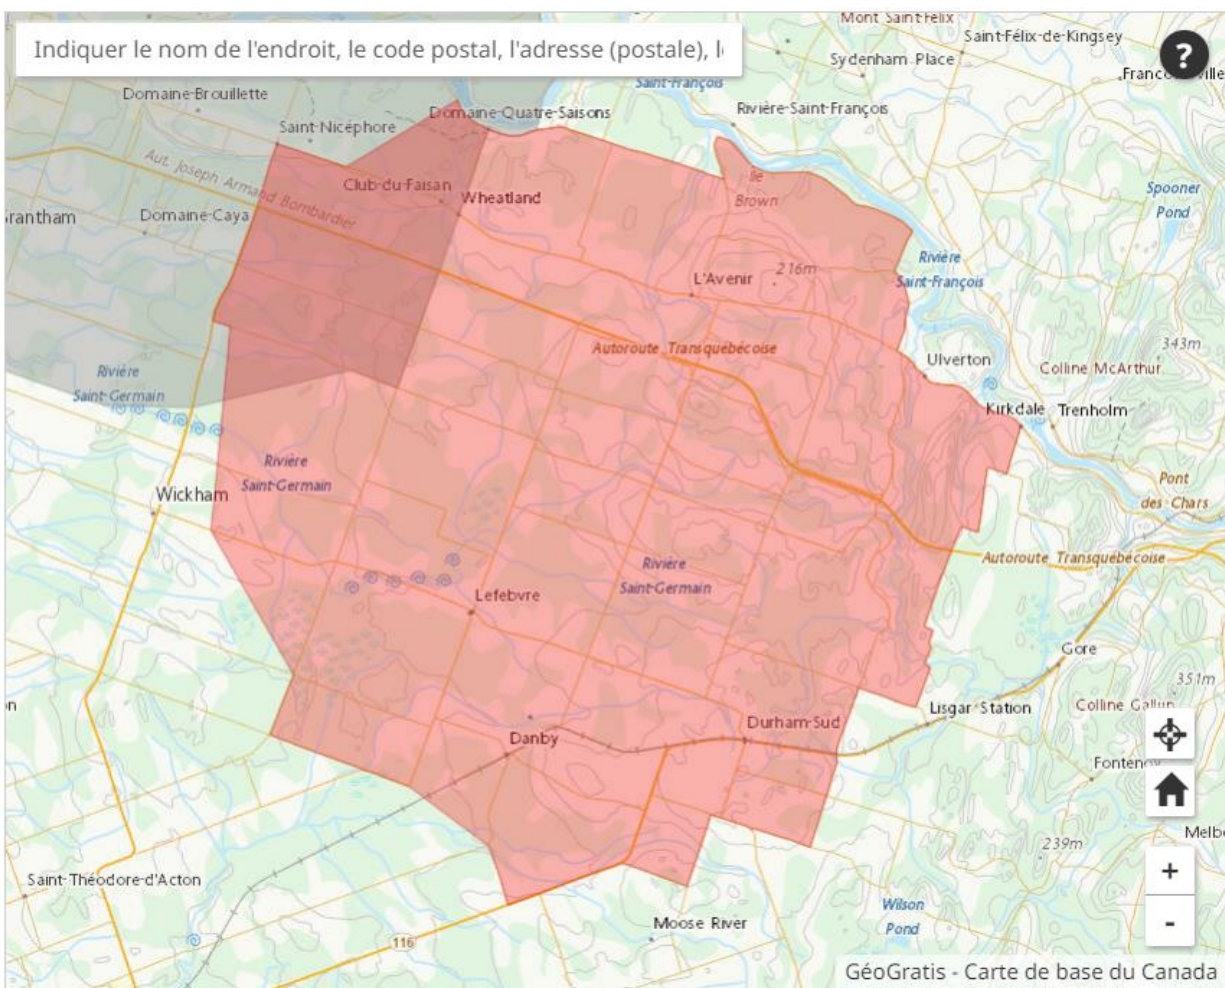 Mont Saint-Félix
Indiquer le nom de l'endroit, le code postal, l'adresse (postale), l
Saint-Félix-de-Kingsey
?
Sydenham Place
Saint-François
Domaine-Brouillette
Domaine-Quatre-Saisons
Rivière-Saint-François
Saint-Nicéphore
Aut. Joseph Armand Bombardier
Club-du-Faisan
Wheatland
Île
Brown
Spooner
Pond
rantham
Domaine-Caya
Rivière
Saint-François
L'Avenir
216m
Autoroute Transquébécoise
Ulverton
343m
Colline McArthur
Rivière
Saint-Germain
Kirkdale
Trenholm
Rivière
Saint-Germain
Wickham
Pont
des Chars
Autoroute Transquébécoise
Rivière
Saint-Germain
Lefebvre
Gore
351m
n
Lisgar Station
Colline Gallup
Durham-Sud
Danby
Fontenoy
Melb
239m
Saint-Théodore-d'Acton
+
Wilson
Pond
Moose River
-
116
GéoGratis - Carte de base du Canada